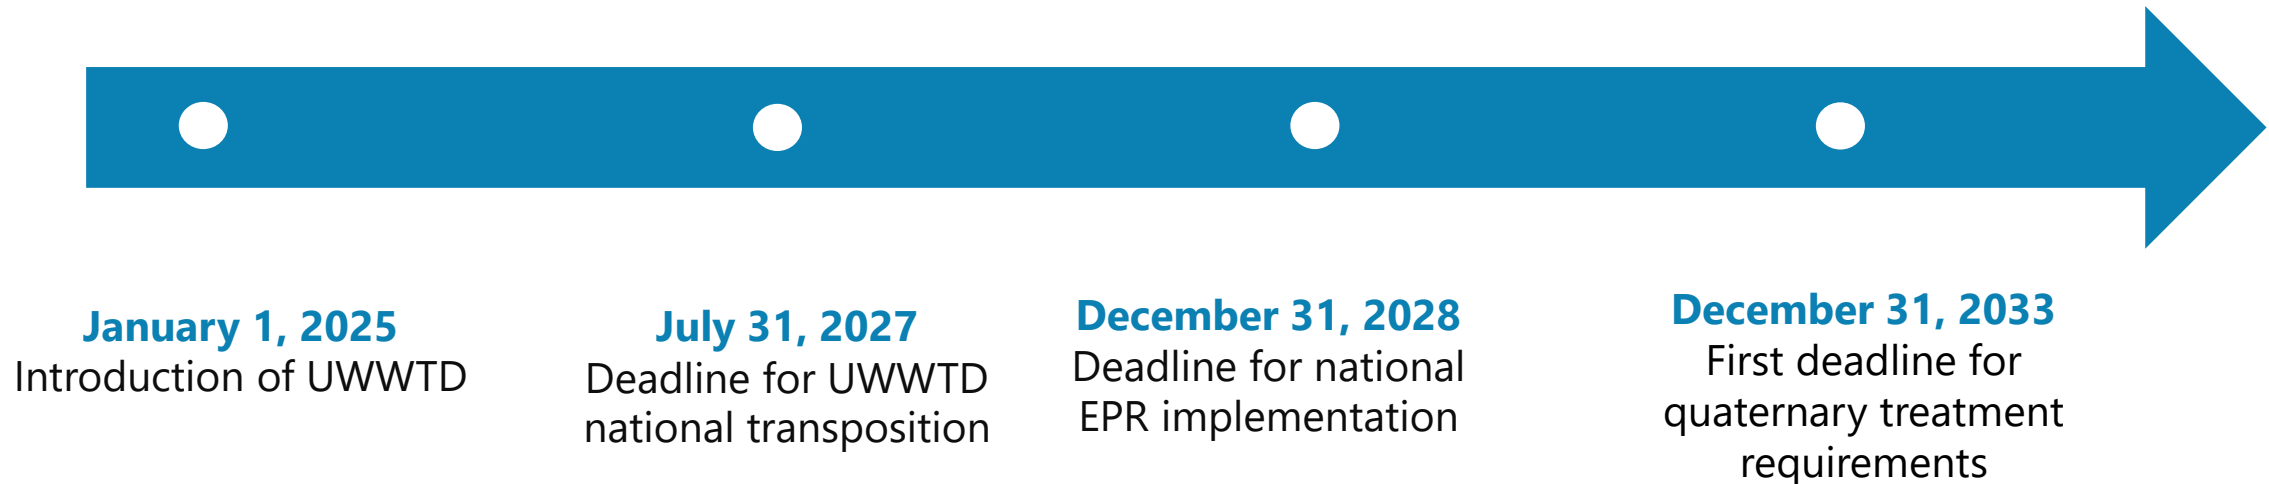 January 1, 2025
Introduction of UWWTD
July 31, 2027
Deadline for UWWTD
national transposition
December 31, 2028
Deadline for national
EPR implementation
December 31, 2033
First deadline for
quaternary treatment
requirements